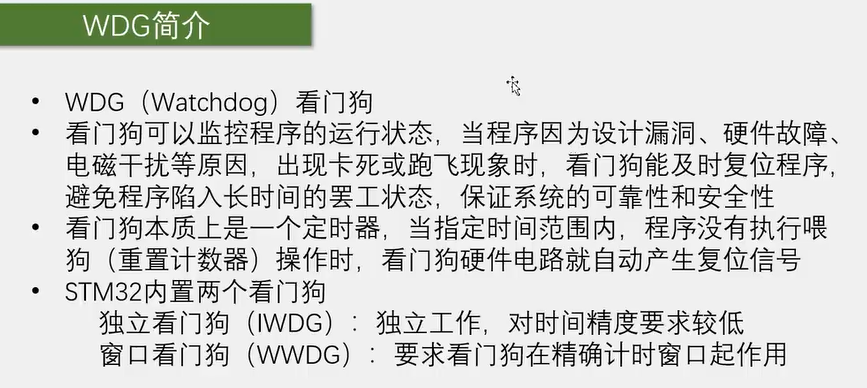 WDG简介
• WDG（Watchdog）看门狗
• 看门狗可以监控程序的运行状态，当程序因为设计漏洞、硬件故障、
电磁干扰等原因，出现卡死或跑飞现象时，看门狗能及时复位程序，
避免程序陷入长时间的罢工状态，保证系统的可靠性和安全性
• 看门狗本质上是一个定时器，当指定时间范围内，程序没有执行喂
狗（重置计数器）操作时，看门狗硬件电路就自动产生复位信号
• STM32内置两个看门狗
独立看门狗（IWDG）：独立工作，对时间精度要求较低
窗口看门狗（WWDG）：要求看门狗在精确计时窗口起作用